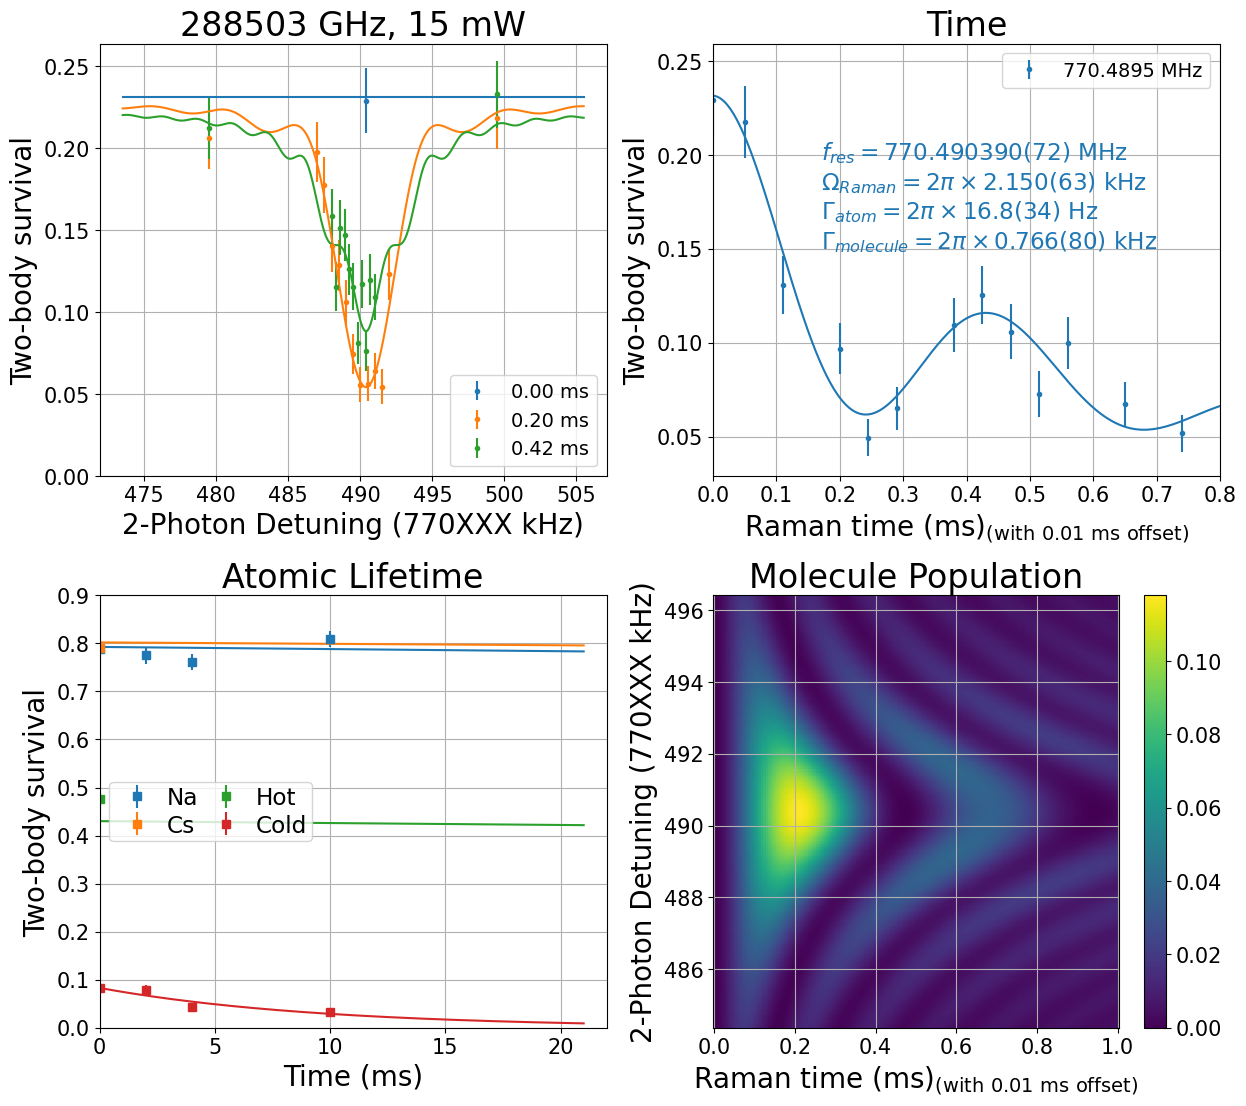 288503 GHz, 15 mW
Two-body survival
0.25
0.20
0.15
0.10
0.05
0.00
0.00 ms
0.20 ms
0.42 ms
475 480 485 490 495 500 505
2-Photon Detuning (770XXX kHz)
Time
Two-body survival
0.25
0.20
0.15
0.10
0.05
770.4895 MHz
f_res = 770.490390(72) MHz
Ω_Raman = 2π × 2.150(63) kHz
Γ_atom = 2π × 16.8(34) Hz
Γ_molecule = 2π × 0.766(80) kHz
0.0 0.1 0.2 0.3 0.4 0.5 0.6 0.7 0.8
Raman time (ms)(with 0.01 ms offset)
Atomic Lifetime
Two-body survival
0.9
0.8
0.7
0.6
0.5
0.4
0.3
0.2
0.1
0.0
Na Hot
Cs Cold
0 5 10 15 20
Time (ms)
Molecule Population
2-Photon Detuning (770XXX kHz)
496
494
492
490
488
486
0.0 0.2 0.4 0.6 0.8 1.0
Raman time (ms)(with 0.01 ms offset)
0.10
0.08
0.06
0.04
0.02
0.00